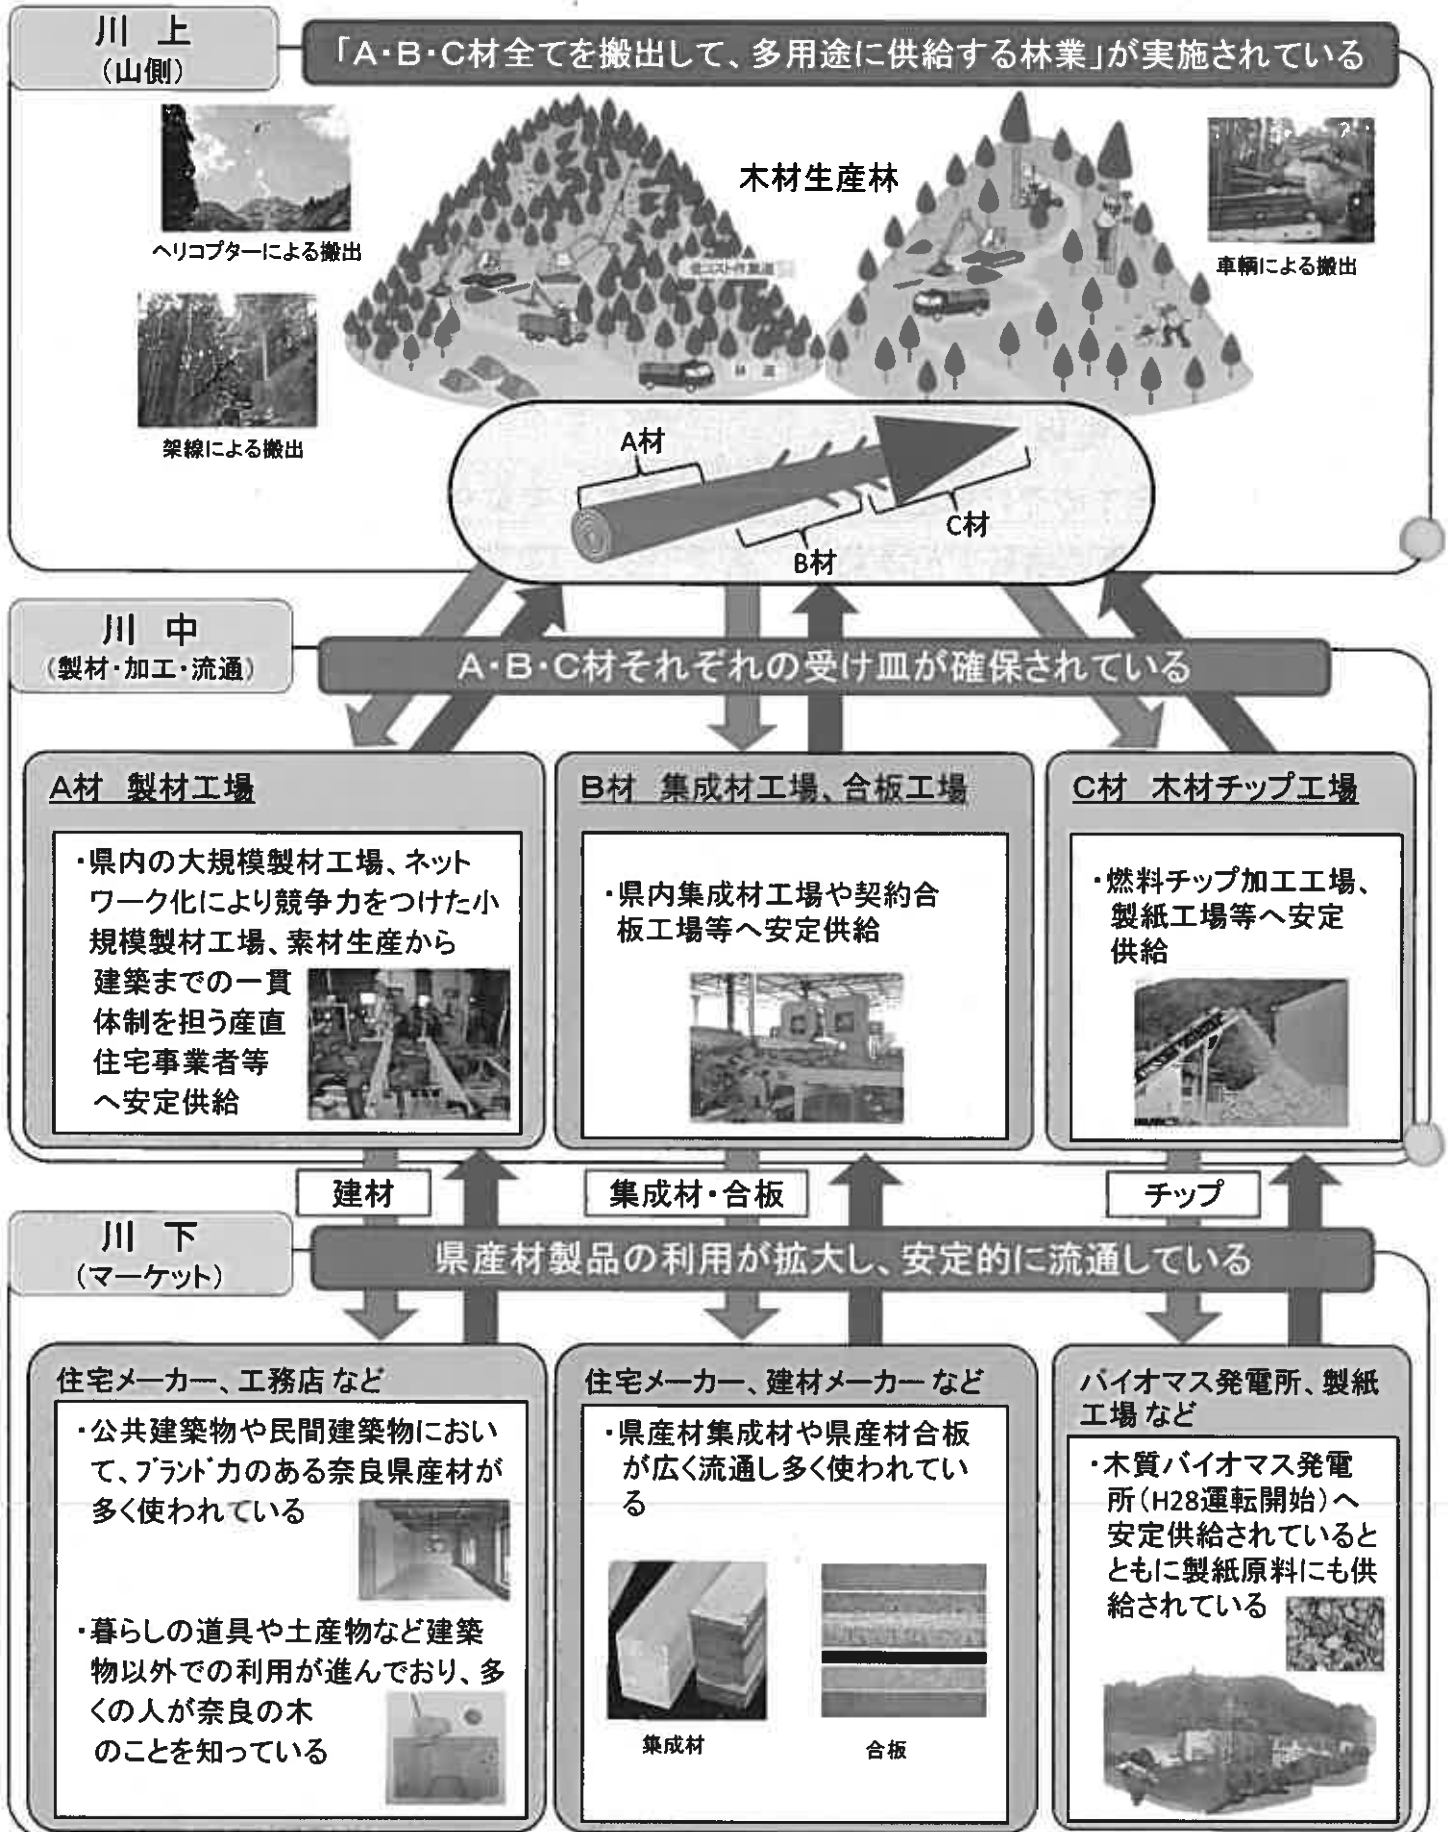 川 上
(山側)
「A・B・C材全てを搬出して、多用途に供給する林業」が実施されている
木材生産林
ヘリコプターによる搬出
車輌による搬出
低コスト作業道
林 道
架線による搬出
A材
B材
C材
川 中
(製材・加工・流通)
A・B・C材それぞれの受け皿が確保されている
A材 製材工場
・県内の大規模製材工場、ネット
ワーク化により競争力をつけた小
規模製材工場、素材生産から
建築までの一貫
体制を担う産直
住宅事業者等
へ安定供給
B材 集成材工場、合板工場
・県内集成材工場や契約合
板工場等へ安定供給
C材 木材チップ工場
・燃料チップ加工工場、
製紙工場等へ安定
供給
建材
集成材・合板
チップ
川 下
(マーケット)
県産材製品の利用が拡大し、安定的に流通している
住宅メーカー、工務店 など
・公共建築物や民間建築物におい
て、ブランド力のある奈良県産材が
多く使われている
・暮らしの道具や土産物など建築
物以外での利用が進んでおり、多
くの人が奈良の木
のことを知っている
住宅メーカー、建材メーカー など
・県産材集成材や県産材合板
が広く流通し多く使われてい
る
集成材
合板
バイオマス発電所、製紙
工場 など
・木質バイオマス発電
所(H28運転開始)へ
安定供給されているとと
ともに製紙原料にも供
給されている